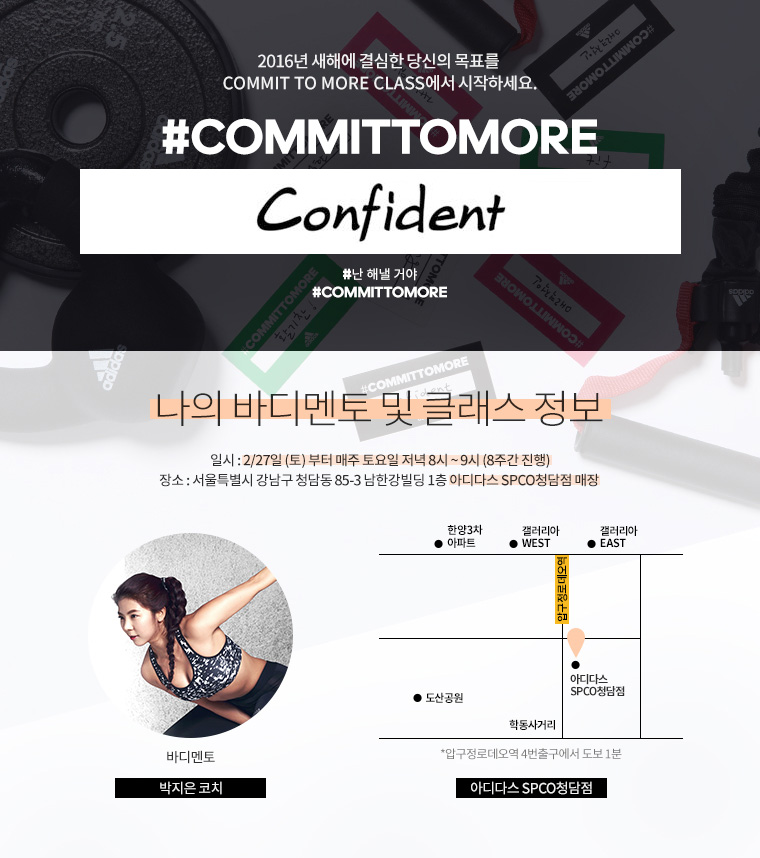 2016년 새해에 결심한 당신의 목표를
COMMIT TO MORE CLASS에서 시작하세요.
#COMMITTOMORE
Confident
#난 해낼 거야
#COMMITTOMORE
#COMMITTOMORE
adidas
나의 바디멘토 및 클래스 정보
일시 : 2/27일 (토) 부터 매주 토요일 저녁 8시 ~ 9시 (8주간 진행)
장소 : 서울특별시 강남구 청담동 85-3 남한강빌딩 1층 아디다스 SPCO청담점 매장
한양3차
아파트
갤러리아
WEST
갤러리아
EAST
압구정로데오역
아디다스
SPCO청담점
도산공원
학동사거리
*압구정로데오역 4번출구에서 도보 1분
바디멘토
박지은 코치
아디다스 SPCO청담점